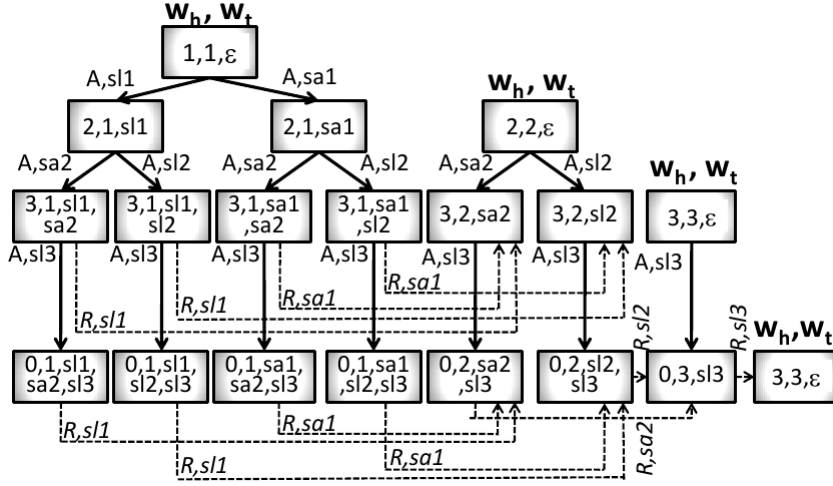 w_h, w_t
1,1,ε
A,sl1
A,sa1
w_h, w_t
2,1,sl1
2,1,sa1
2,2,ε
A,sa2
A,sl2
A,sa2
A,sl2
A,sa2
A,sl2
w_h, w_t
3,1,sl1,
sa2
3,1,sl1,
sl2
3,1,sa1
,sa2
3,1,sa1
,sl2
3,2,sa2
3,2,sl2
3,3,ε
A,sl3
A,sl3
A,sl3
A,sl3
A,sl3
A,sl3
A,sl3
R,sl1
R,sl1
R,sa1
R,sa1
R,sl2
R,sl3
w_h,w_t
0,1,sl1,
sa2,sl3
0,1,sl1,
sl2,sl3
0,1,sa1,
sa2,sl3
0,1,sa1
,sl2,sl3
0,2,sa2
,sl3
0,2,sl2,
sl3
0,3,sl3
3,3,ε
R,sl1
R,sl1
R,sa1
R,sa1
R,sa2